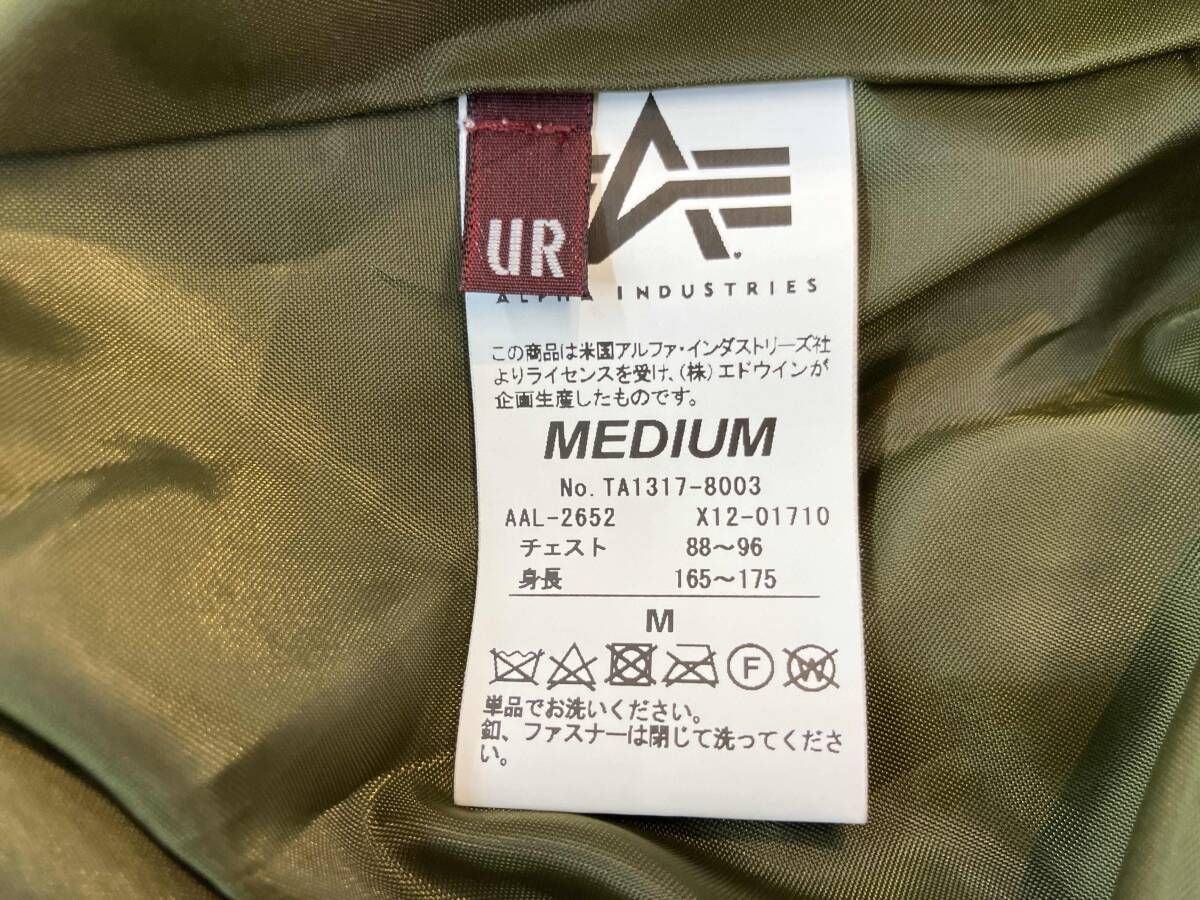 UR
ALPHA INDUSTRIES
この商品は米国アルファ・インダストリーズ社
よりライセンスを受け、(株)エドウインが
企画生産したものです。
MEDIUM
No. TA1317-8003
AAL-2652 X12-01710
チェスト 88〜96
身長 165〜175
M
F W
単品でお洗いください。
釦、ファスナーは閉じて洗ってくださ
い。